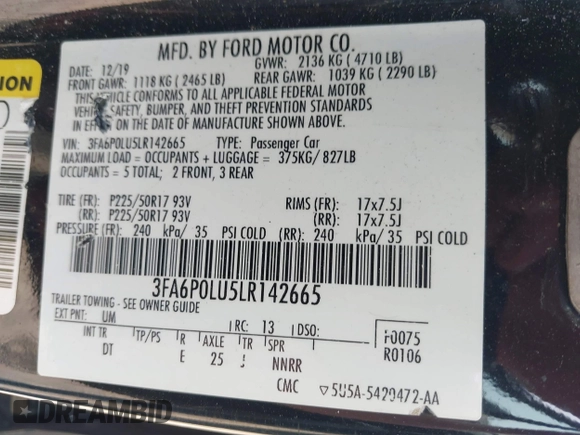 MFD. BY FORD MOTOR CO.
DATE: 12/19 GVWR: 2136 KG ( 4710 LB)
FRONT GAWR: 1118 KG ( 2465 LB) REAR GAWR: 1039 KG ( 2290 LB)
THIS VEHICLE CONFORMS TO ALL APPLICABLE FEDERAL MOTOR
VEHICLE SAFETY, BUMPER, AND THEFT PREVENTION STANDARDS
IN EFFECT ON THE DATE OF MANUFACTURE SHOWN ABOVE.
VIN: 3FA6P0LU5LR142665 TYPE: Passenger Car
MAXIMUM LOAD = OCCUPANTS + LUGGAGE = 375KG/ 827LB
OCCUPANTS = 5 TOTAL; 2 FRONT, 3 REAR
TIRE (FR): P225/50R17 93V RIMS (FR): 17x7.5J
(RR): P225/50R17 93V (RR): 17x7.5J
PRESSURE (FR): 240 kPa/ 35 PSI COLD (RR): 240 kPa/ 35 PSI COLD
3FA6P0LU5LR142665
TRAILER TOWING - SEE OWNER GUIDE
EXT PNT: UM RC: 13 DSO: F0075
R0106
INT TR TP/PS R AXLE TR SPR
DT E 25 J NNRR
CMC ▽5U5A-5420472-AA
DREAMBID